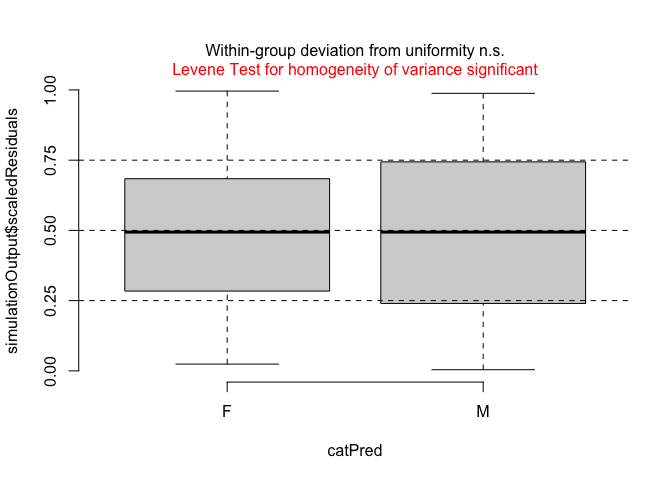 Within-group deviation from uniformity n.s.
Levene Test for homogeneity of variance significant
simulationOutput$scaledResiduals
1.00
0.75
0.50
0.25
0.00
F
M
catPred